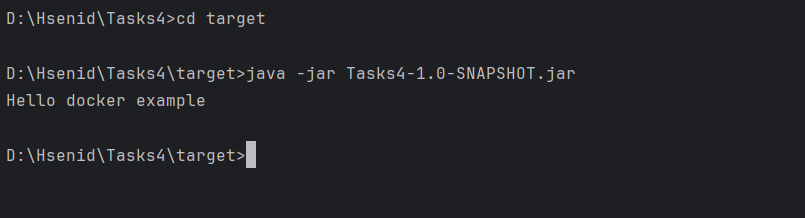 D:\Hsenid\Tasks4>cd target
D:\Hsenid\Tasks4\target>java -jar Tasks4-1.0-SNAPSHOT.jar
Hello docker example
D:\Hsenid\Tasks4\target>